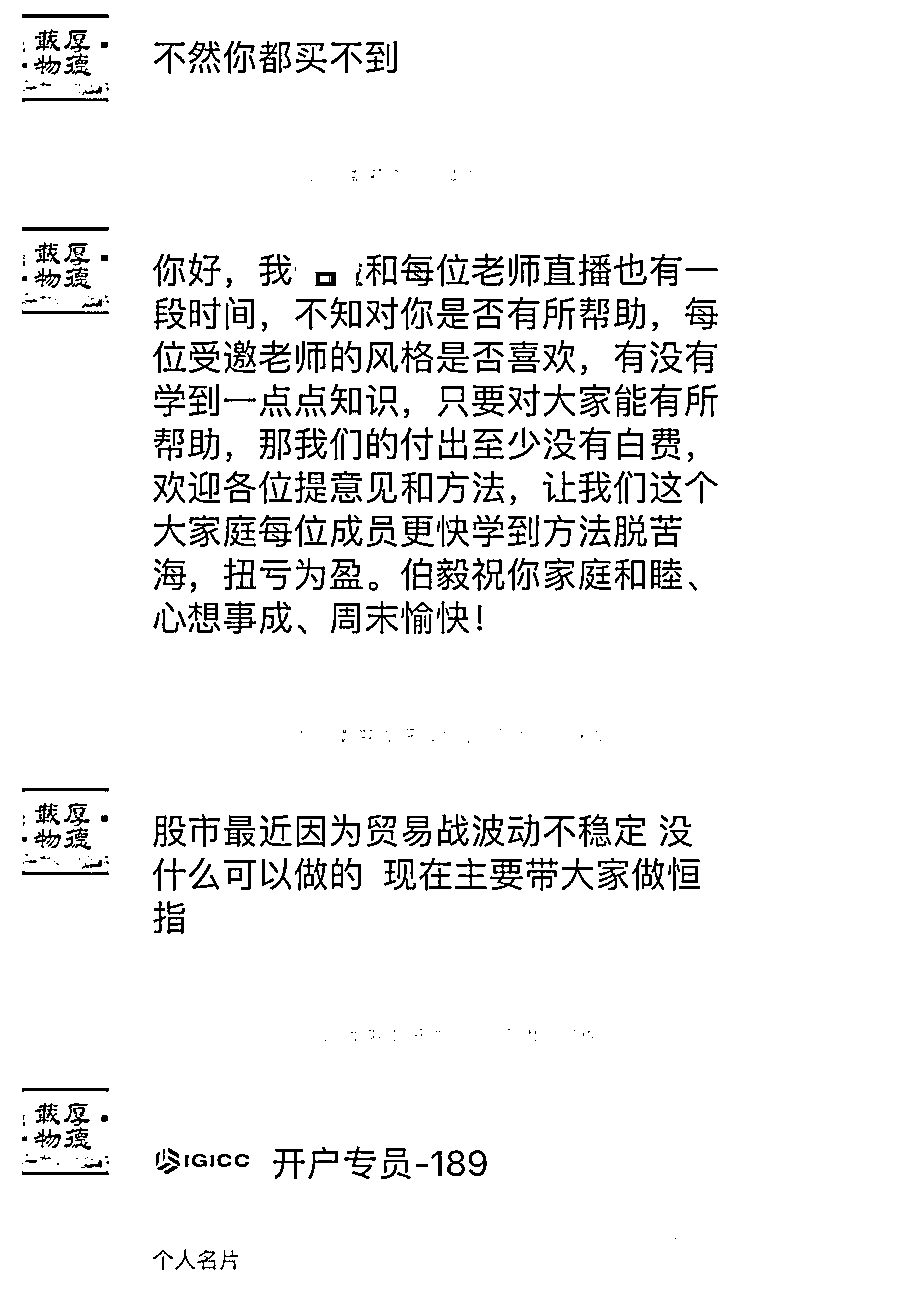 厚德
载物
不然你都买不到
厚德
载物
你好，我 和每位老师直播也有一
段时间，不知对你是否有所帮助，每
位受邀老师的风格是否喜欢，有没有
学到一点点知识，只要对大家能有所
帮助，那我们的付出至少没有白费，
欢迎各位提意见和方法，让我们这个
大家庭每位成员更快学到方法脱苦
海，扭亏为盈。伯毅祝你家庭和睦、
心想事成、周末愉快！
厚德
载物
股市最近因为贸易战波动不稳定 没
什么可以做的 现在主要带大家做恒
指
厚德
载物
IGICC 开户专员-189
个人名片